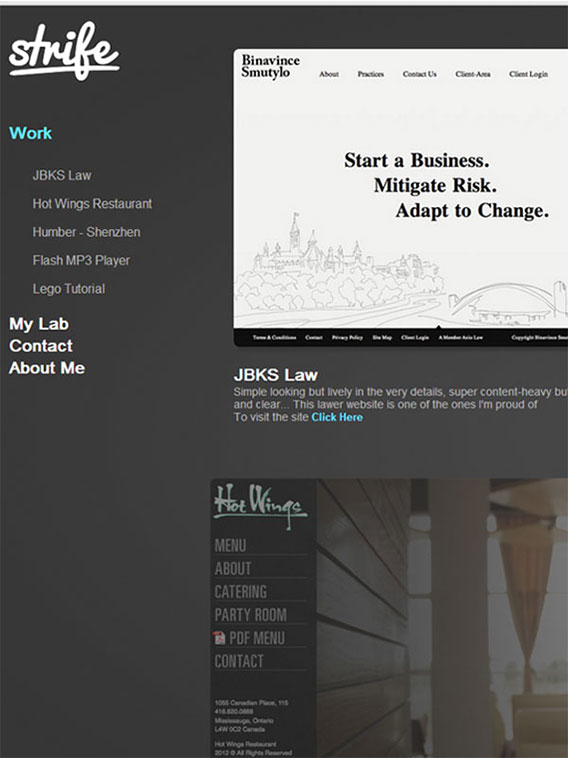 strife
Work
JBKS Law
Hot Wings Restaurant
Humber - Shenzhen
Flash MP3 Player
Lego Tutorial
My Lab
Contact
About Me
Binavince
Smutylo
About Practices Contact Us Client-Area Client Login
Start a Business.
Mitigate Risk.
Adapt to Change.
Terms & Conditions Contact Privacy Policy Site Map Client Login A Member Axis Law Copyright Binavince Smu
JBKS Law
Simple looking but lively in the very details, super content-heavy bu
and clear... This lawer website is one of the ones I'm proud of
To visit the site Click Here
Hot Wings
MENU
ABOUT
CATERING
PARTY ROOM
PDF MENU
CONTACT
1055 Canadian Place, 115
416.820.0888
Mississauga, Ontario
L4W 0C2 Canada
Hot Wings Restaurant
2012 @ All Rights Reserved